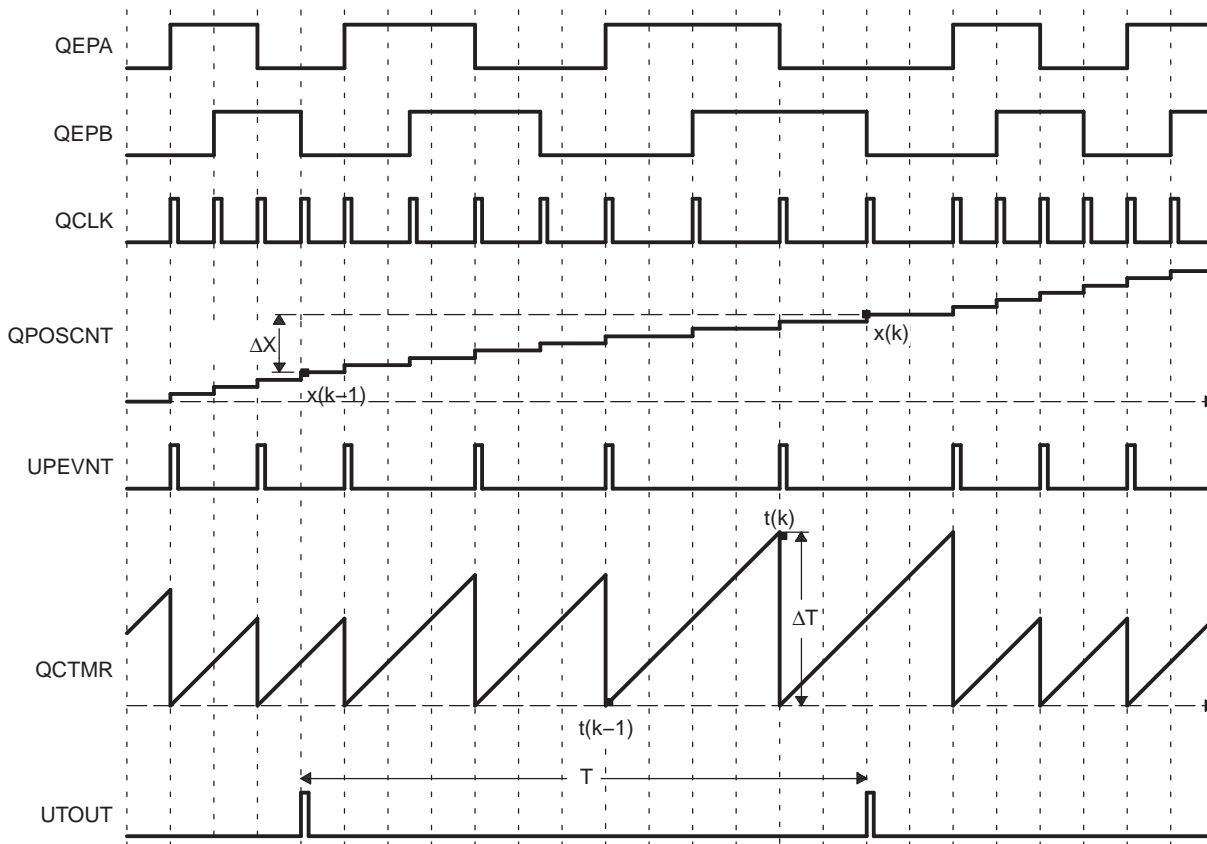 QEPA
QEPB
QCLK
QPOSCNT
ΔX
x(k)
x(k−1)
UPEVNT
t(k)
ΔT
QCTMR
t(k−1)
T
UTOUT